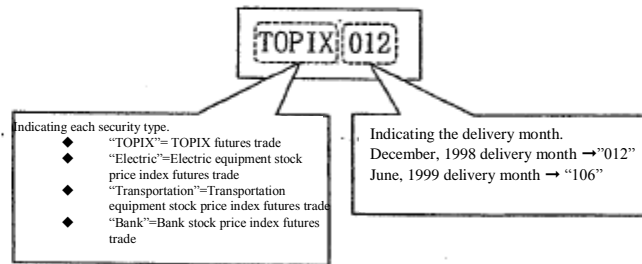 TOPIX 012
Indicating each security type.
◆ “TOPIX”= TOPIX futures trade
◆ “Electric”=Electric equipment stock
price index futures trade
◆ “Transportation”=Transportation
equipment stock price index futures trade
◆ “Bank”=Bank stock price index futures
trade
Indicating the delivery month.
December, 1998 delivery month →”012”
June, 1999 delivery month → “106”